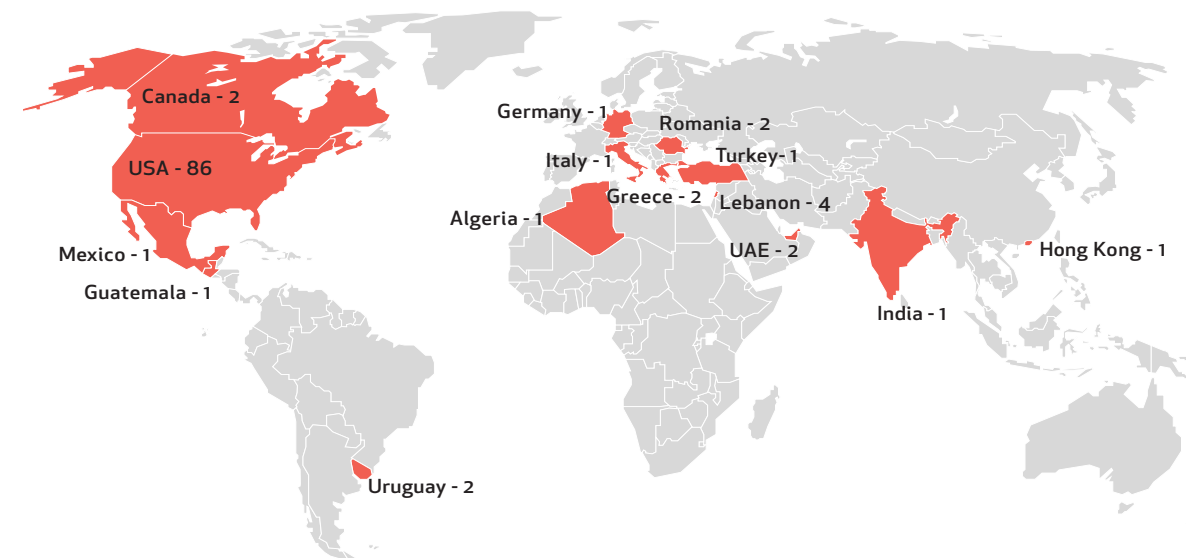 Canada - 2
Germany - 1
Romania - 2
USA - 86
Italy - 1
Turkey- 1
Greece - 2
Lebanon - 4
Algeria - 1
Mexico - 1
UAE - 2
Hong Kong - 1
Guatemala - 1
India - 1
Uruguay - 2